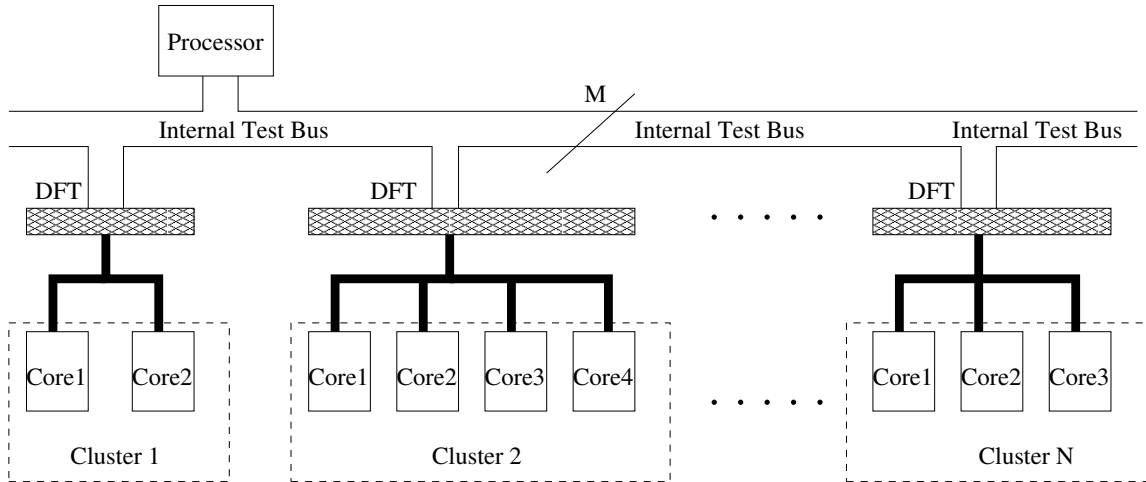 Processor
M
Internal Test Bus
Internal Test Bus
Internal Test Bus
DFT
DFT
DFT
Core1
Core2
Core1
Core2
Core3
Core4
Core1
Core2
Core3
Cluster 1
Cluster 2
Cluster N